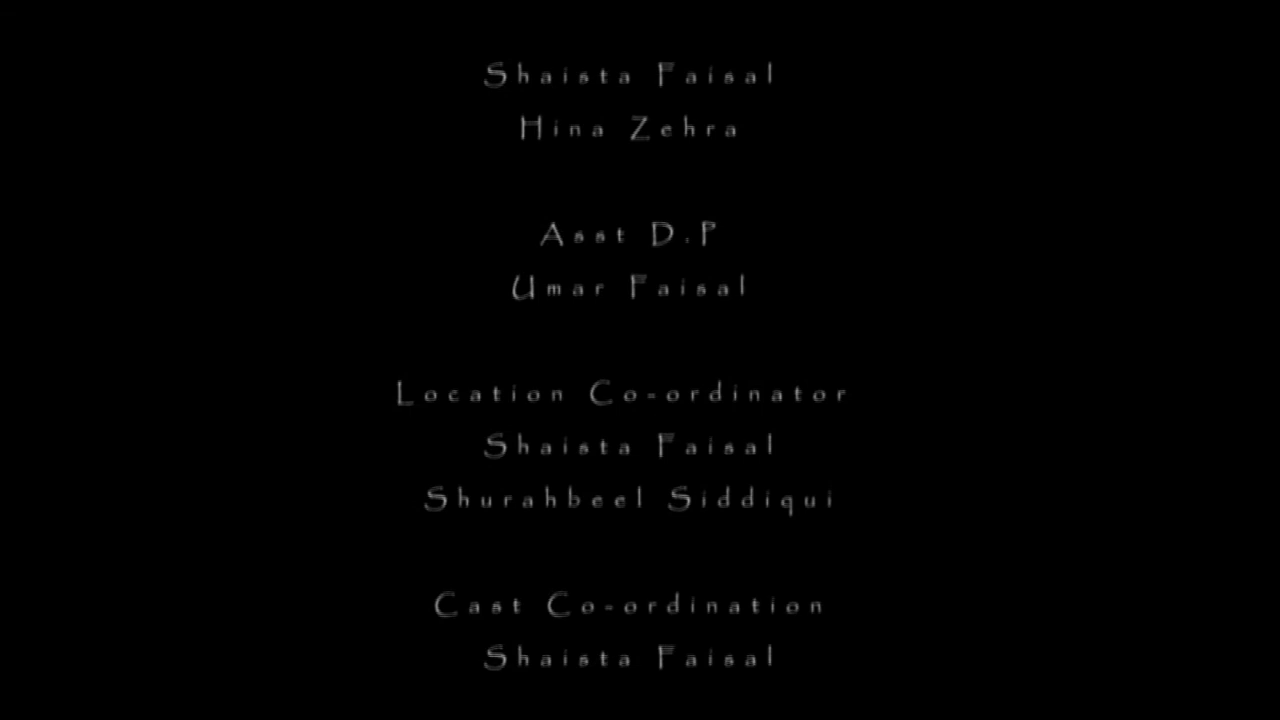 Shaista Faisal
Hina Zehra
Asst D.P
Umar Faisal
Location Co-ordinator
Shaista Faisal
Shurahbeel Siddiqui
Cast Co-ordination
Shaista Faisal